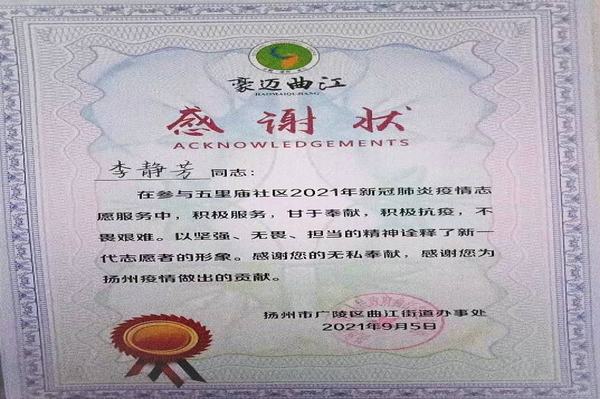 豪迈曲江
HAOMAIQUJIANG
感谢状
ACKNOWLEDGEMENTS
李静芳 同志：
在参与五里庙社区2021年新冠肺炎疫情志
愿服务中，积极服务，甘于奉献，积极抗疫，不
畏艰难。以坚强、无畏、担当的精神诠释了新一
代志愿者的形象。感谢您的无私奉献，感谢您为
扬州疫情做出的贡献。
扬州市广陵区曲江街道办事处
2021年9月5日